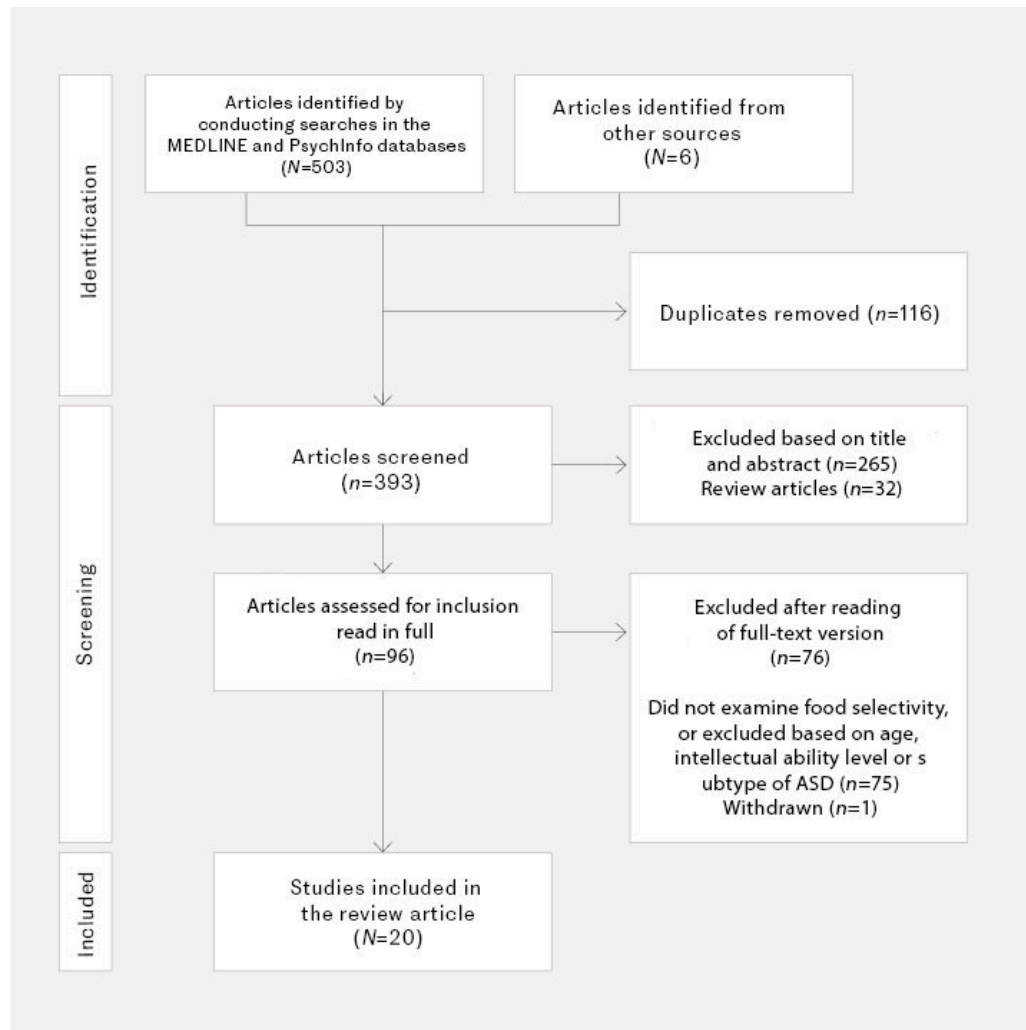 Identification
Articles identified by
conducting searches in the
MEDLINE and PsychInfo databases
(N=503)
Articles identified from
other sources
(N=6)
Duplicates removed (n=116)
Screening
Articles screened
(n=393)
Excluded based on title
and abstract (n=265)
Review articles (n=32)
Articles assessed for inclusion
read in full
(n=96)
Excluded after reading
of full-text version
(n=76)
Did not examine food selectivity,
or excluded based on age,
intellectual ability level or s
ubtype of ASD (n=75)
Withdrawn (n=1)
Included
Studies included in
the review article
(N=20)